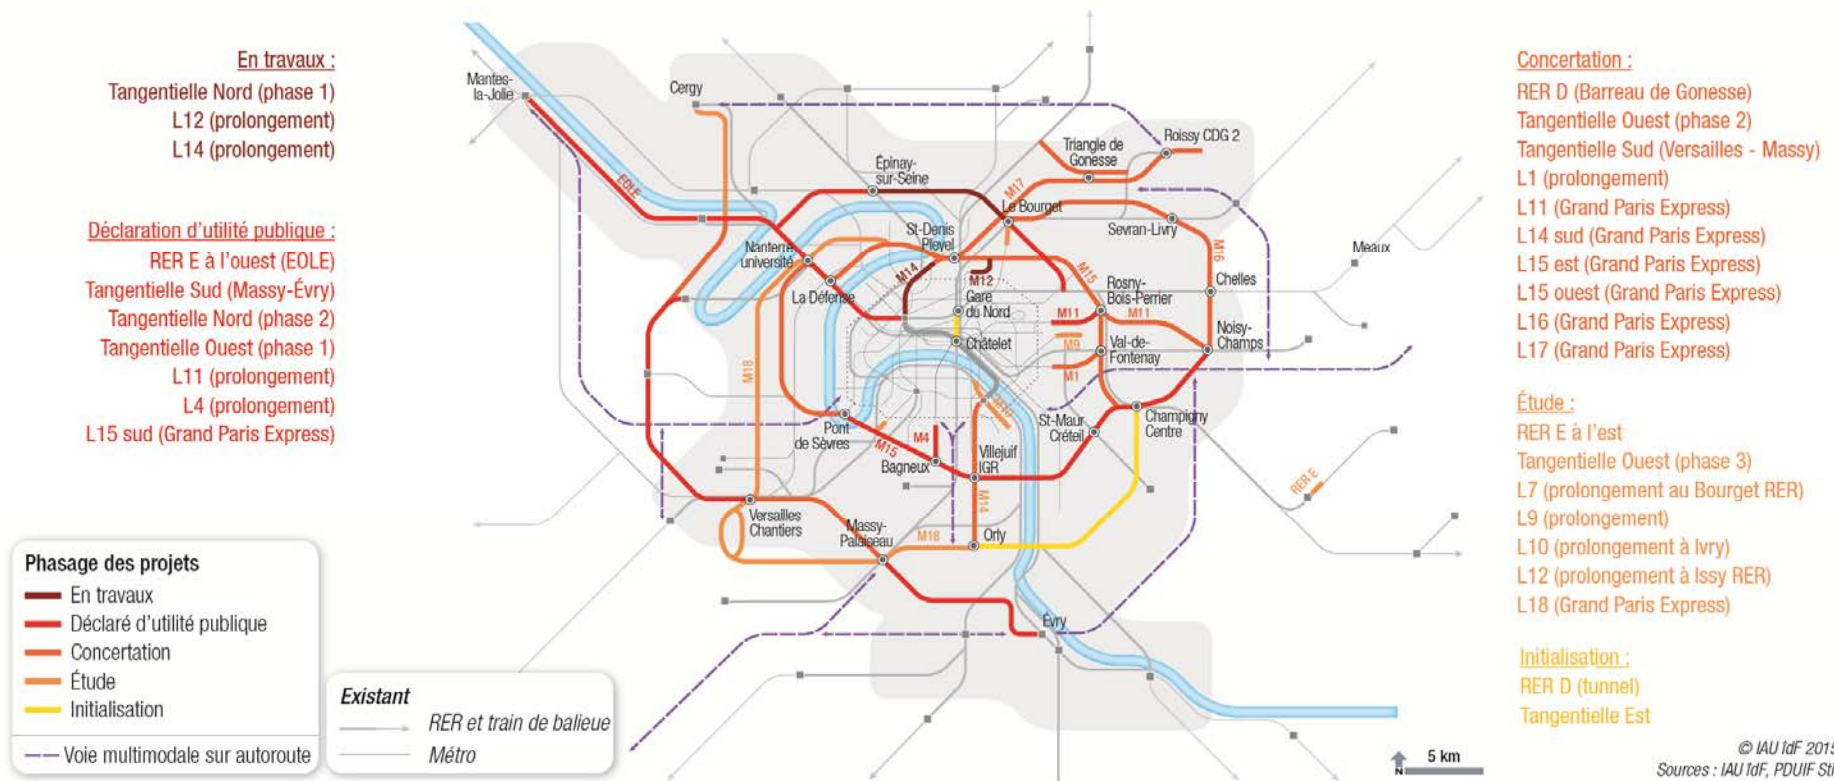 En travaux :
Tangentielle Nord (phase 1)
L12 (prolongement)
L14 (prolongement)
Déclaration d'utilité publique :
RER E à l'ouest (EOLE)
Tangentielle Sud (Massy-Évry)
Tangentielle Nord (phase 2)
Tangentielle Ouest (phase 1)
L11 (prolongement)
L4 (prolongement)
L15 sud (Grand Paris Express)
Phasage des projets
En travaux
Déclaré d'utilité publique
Concertation
Étude
Initialisation
Voie multimodale sur autoroute
Existant
RER et train de balieue
Métro
Mantes-
la-Jolie
Cergy
EOLE
Épinay-
sur-Seine
Triangle de
Gonesse
Roissy CDG 2
M17
Le Bourget
Sevran-Livry
St-Denis
Pleyel
Nanterre
université
La Défense
M14
M12
M15
M16
Meaux
Chelles
Rosny-
Bois-Perrier
Gare
du Nord
M11
M11
Châtelet
M9
M1
Val-de-
Fontenay
Noisy-
Champs
M18
M10
Pont
de Sèvres
M15
M4
Bagneux
Villejuif
IGR
St-Maur
Créteil
Champigny
Centre
RER E
M14
Versailles
Chantiers
Massy-
Palaiseau
M18
Orly
Évry
Concertation :
RER D (Barreau de Gonesse)
Tangentielle Ouest (phase 2)
Tangentielle Sud (Versailles - Massy)
L1 (prolongement)
L11 (Grand Paris Express)
L14 sud (Grand Paris Express)
L15 est (Grand Paris Express)
L15 ouest (Grand Paris Express)
L16 (Grand Paris Express)
L17 (Grand Paris Express)
Étude :
RER E à l'est
Tangentielle Ouest (phase 3)
L7 (prolongement au Bourget RER)
L9 (prolongement)
L10 (prolongement à Ivry)
L12 (prolongement à Issy RER)
L18 (Grand Paris Express)
Initialisation :
RER D (tunnel)
Tangentielle Est
N
5 km
© IAU îdF 2015
Sources : IAU îdF, PDUIF